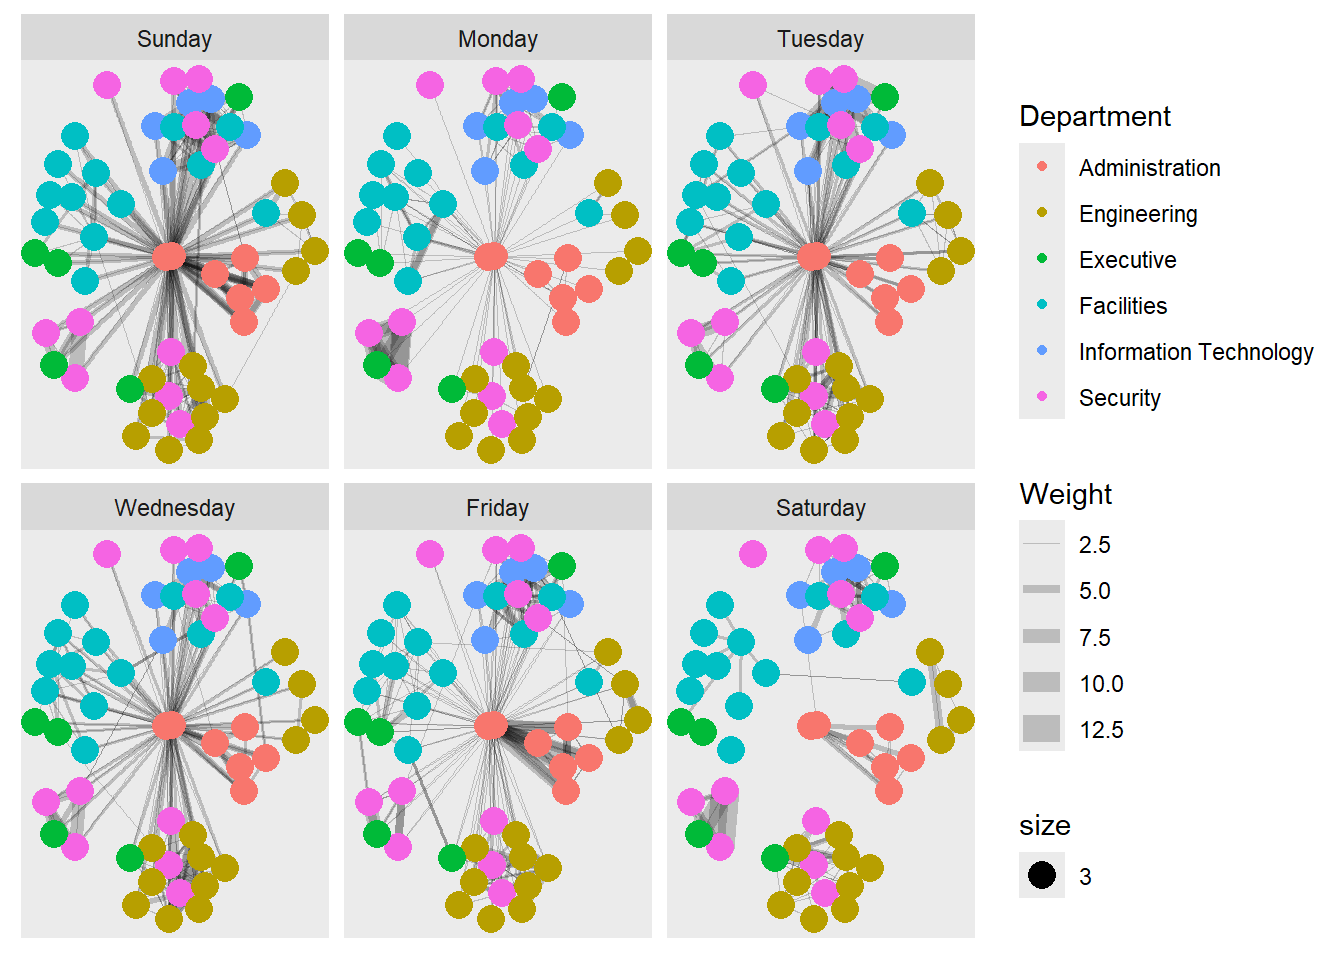 Sunday
Monday
Tuesday
Wednesday
Friday
Saturday
Department
Administration
Engineering
Executive
Facilities
Information Technology
Security
Weight
2.5
5.0
7.5
10.0
12.5
size
3